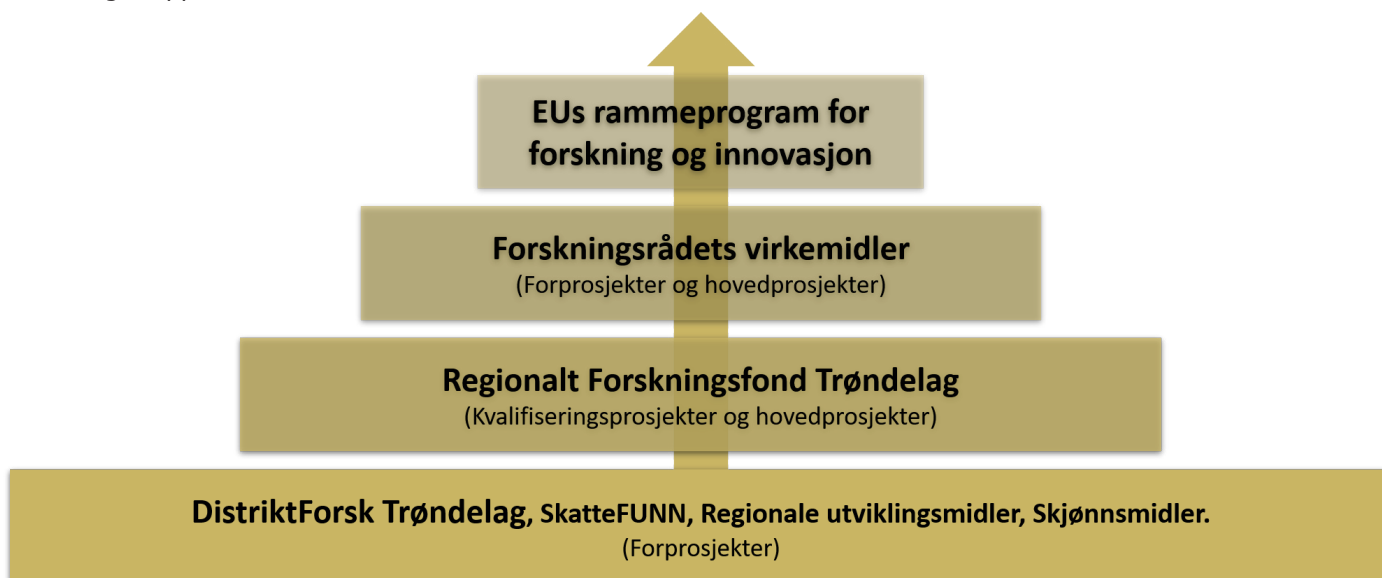 EUs rammeprogram for
forskning og innovasjon
Forskningsrådets virkemidler
(Forprosjekter og hovedprosjekter)
Regionalt Forskningsfond Trøndelag
(Kvalifiseringsprosjekter og hovedprosjekter)
DistriktForsk Trøndelag, SkatteFUNN, Regionale utviklingsmidler, Skjønnsmidler.
(Forprosjekter)